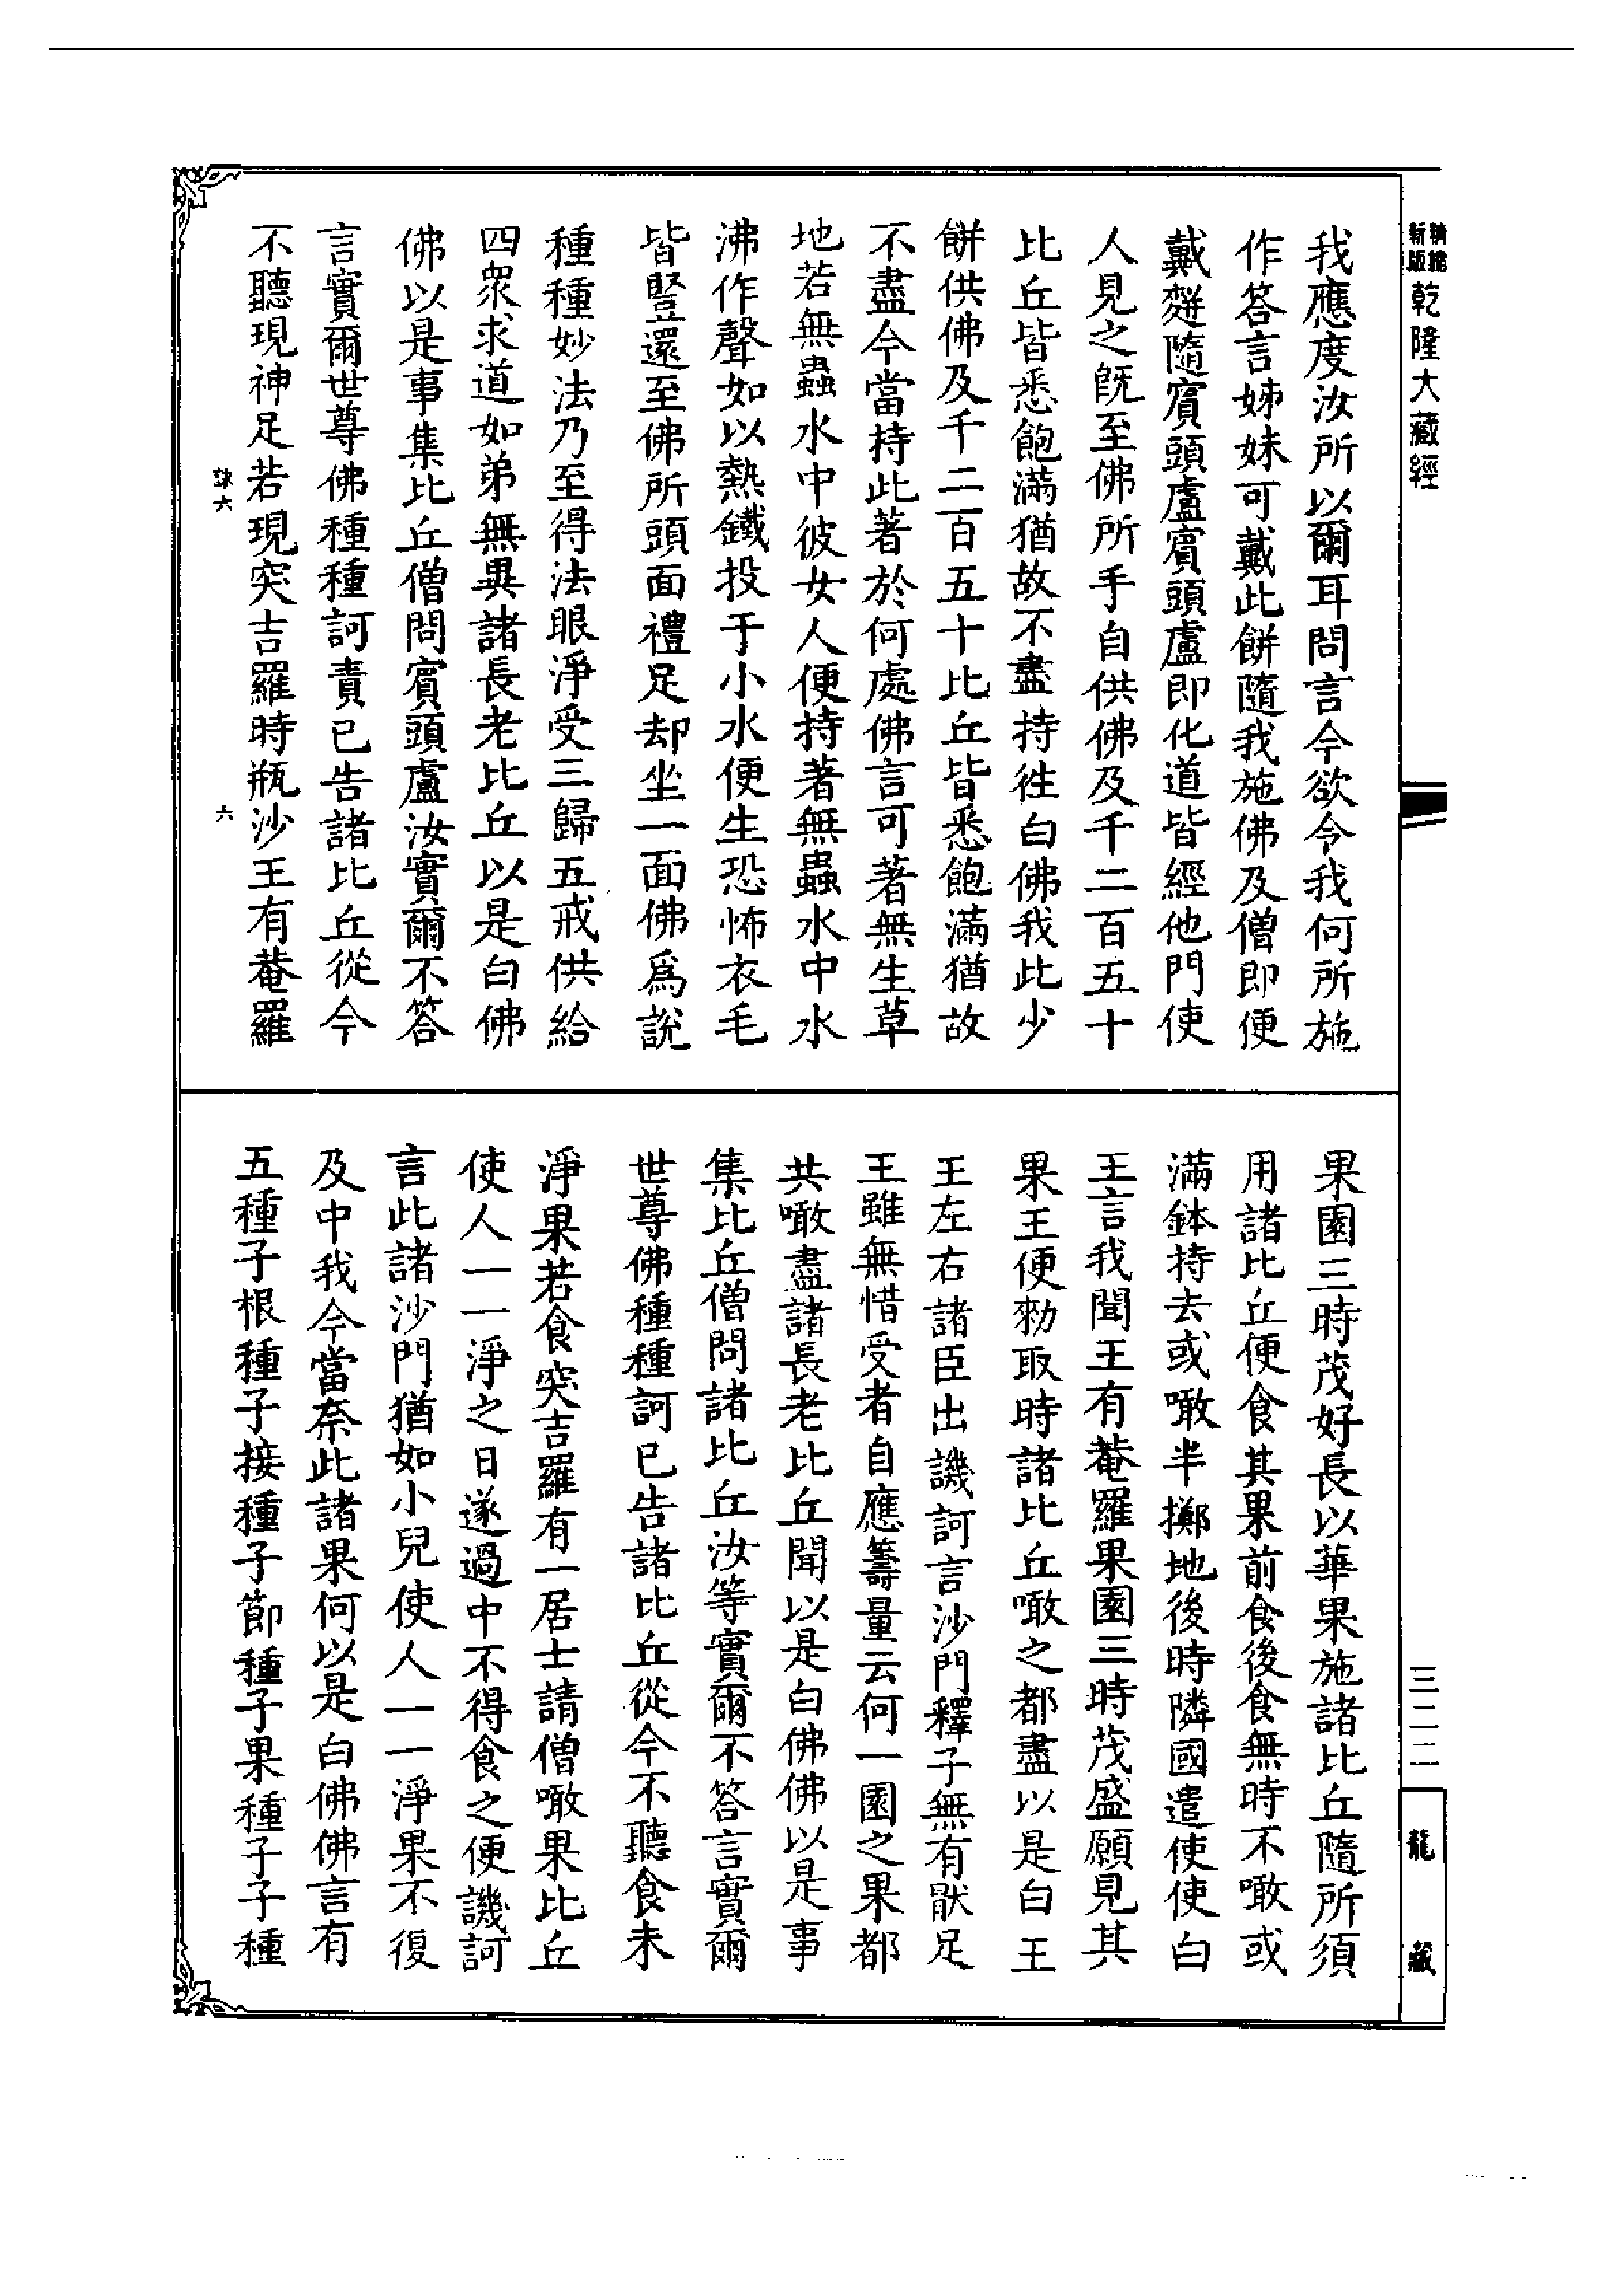 新版
精縮
乾隆大藏經
三二二
龍藏
我應度汝所以爾耳問言今欲令我何所施
作答言姊妹可戴此餅隨我施佛及僧即便
戴䴺隨賓頭盧賓頭盧即化道皆經他門使
人見之既至佛所手自供佛及千二百五十
比丘皆悉飽滿猶故不盡持往白佛我此少
餅供佛及千二百五十比丘皆悉飽滿猶故
不盡今當持此著於何處佛言可著無生草
地若無蟲水中彼女人便持著無蟲水中水
沸作聲如以熱鐵投于小水便生恐怖衣毛
皆豎還至佛所頭面禮足却坐一面佛爲說
種種妙法乃至得法眼淨受三歸五戒供給
四衆求道如弟無異諸長老比丘以是白佛
佛以是事集比丘僧問賓頭盧汝實爾不答
言實爾世尊佛種種訶責已告諸比丘從今
不聽現神足若現突吉羅時瓶沙王有菴羅
六
六
果園三時茂好長以華果施諸比丘隨所須
用諸比丘便食其果前食後食無時不噉或
滿鉢持去或噉半擲地後時隣國遣使使白
王言我聞王有菴羅果園三時茂盛願見其
果王便勑取時諸比丘噉之都盡以是白王
王左右諸臣出譏訶言沙門釋子無有猒足
王雖無惜受者自應籌量云何一園之果都
共噉盡諸長老比丘聞以是白佛佛以是事
集比丘僧問諸比丘汝等實爾不答言實爾
世尊佛種種訶已告諸比丘從今不聽食未
淨果若食突吉羅有一居士請僧噉果比丘
使人一一淨之日遂過中不得食之便譏訶
言此諸沙門猶如小兒使人一一淨果不復
及中我今當奈此諸果何以是白佛佛言有
五種子根種子接種子節種子果種子子種